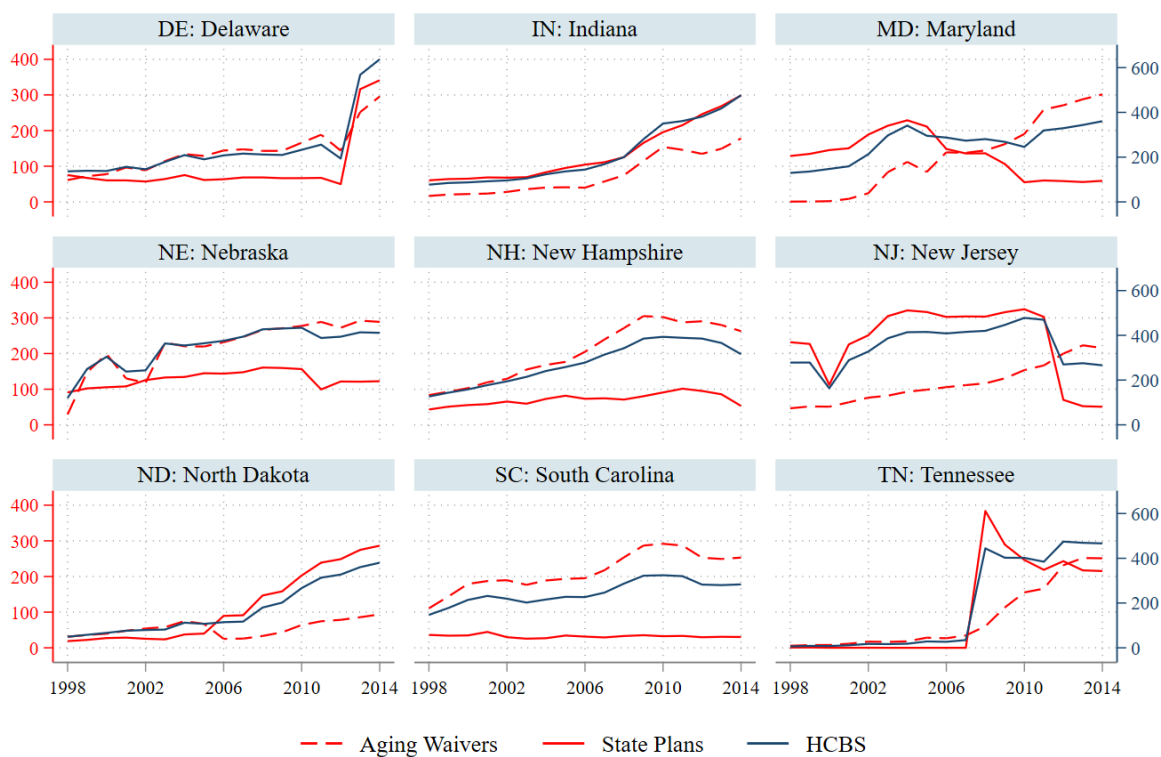 DE: Delaware
IN: Indiana
MD: Maryland
400
300
200
100
0
600
400
200
0
NE: Nebraska
NH: New Hampshire
NJ: New Jersey
400
300
200
100
0
600
400
200
0
ND: North Dakota
SC: South Carolina
TN: Tennessee
400
300
200
100
0
600
400
200
0
1998 2002 2006 2010 2014
1998 2002 2006 2010 2014
1998 2002 2006 2010 2014
Aging Waivers State Plans HCBS